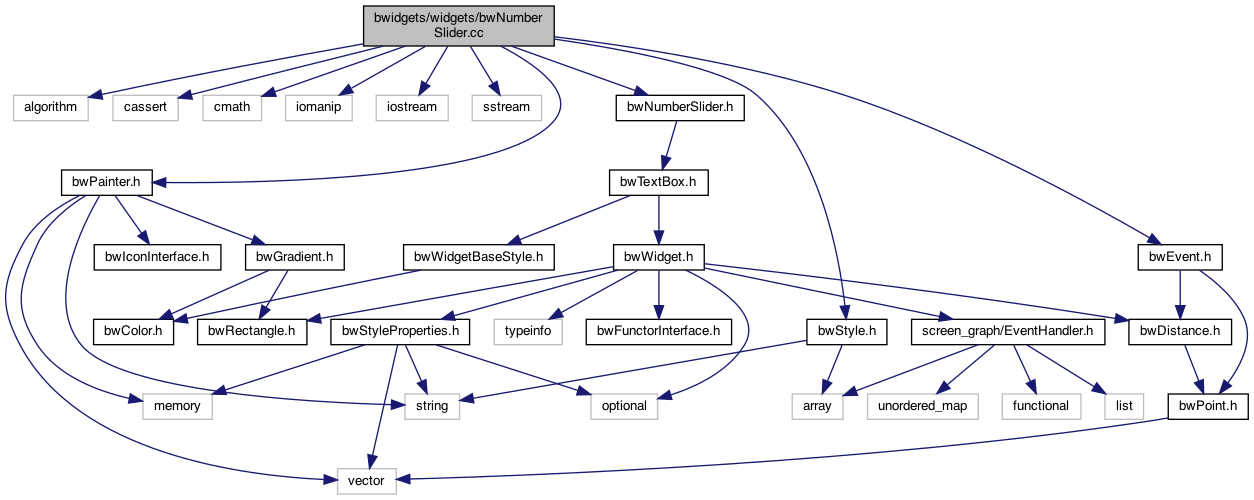 bwidgets/widgets/bwNumber
Slider.cc
algorithm
cassert
cmath
iomanip
iostream
sstream
bwNumberSlider.h
bwPainter.h
bwTextBox.h
bwIconInterface.h
bwGradient.h
bwWidgetBaseStyle.h
bwWidget.h
bwEvent.h
bwColor.h
bwRectangle.h
bwStyleProperties.h
typeinfo
bwFunctorInterface.h
bwStyle.h
screen_graph/EventHandler.h
bwDistance.h
memory
string
optional
array
unordered_map
functional
list
bwPoint.h
vector